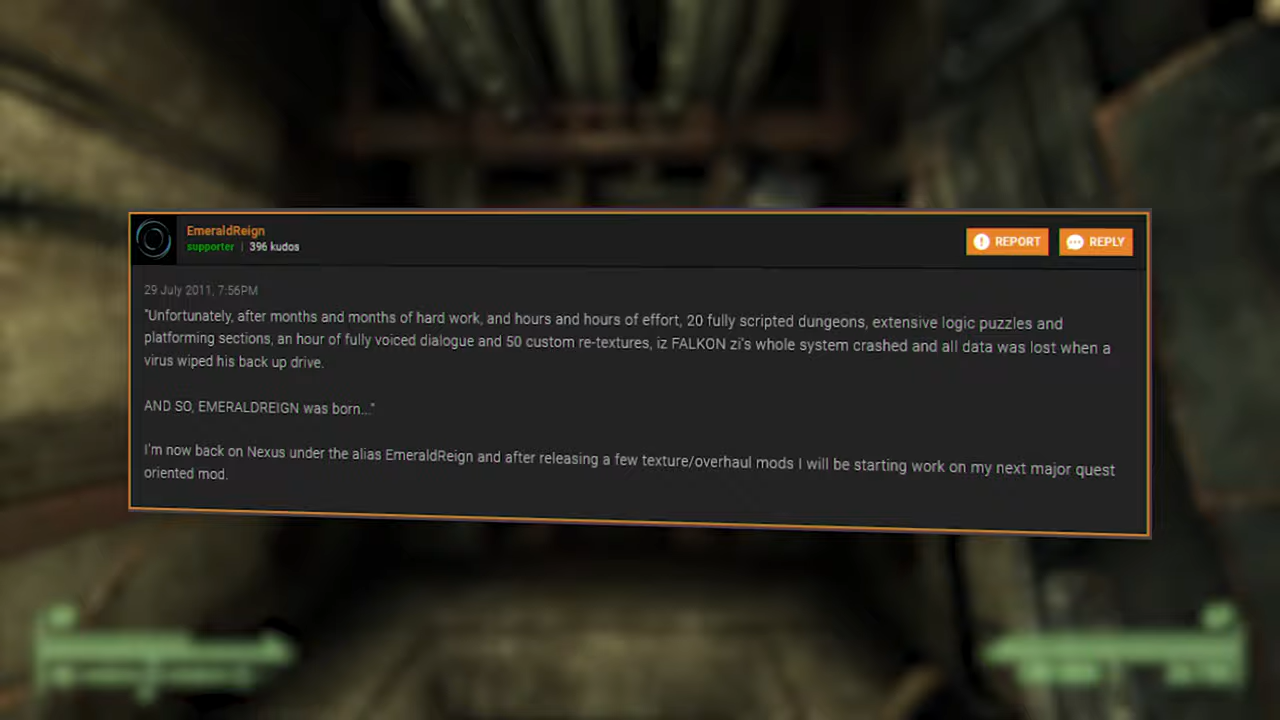 EmeraldReign
supporter | 396 kudos
REPORT
REPLY
29 July 2011, 7:56PM
"Unfortunately, after months and months of hard work, and hours and hours of effort, 20 fully scripted dungeons, extensive logic puzzles and
platforming sections, an hour of fully voiced dialogue and 50 custom re-textures, iz FALKON zi's whole system crashed and all data was lost when a
virus wiped his back up drive.
AND SO, EMERALDREIGN was born..."
I'm now back on Nexus under the alias EmeraldReign and after releasing a few texture/overhaul mods I will be starting work on my next major quest
oriented mod.